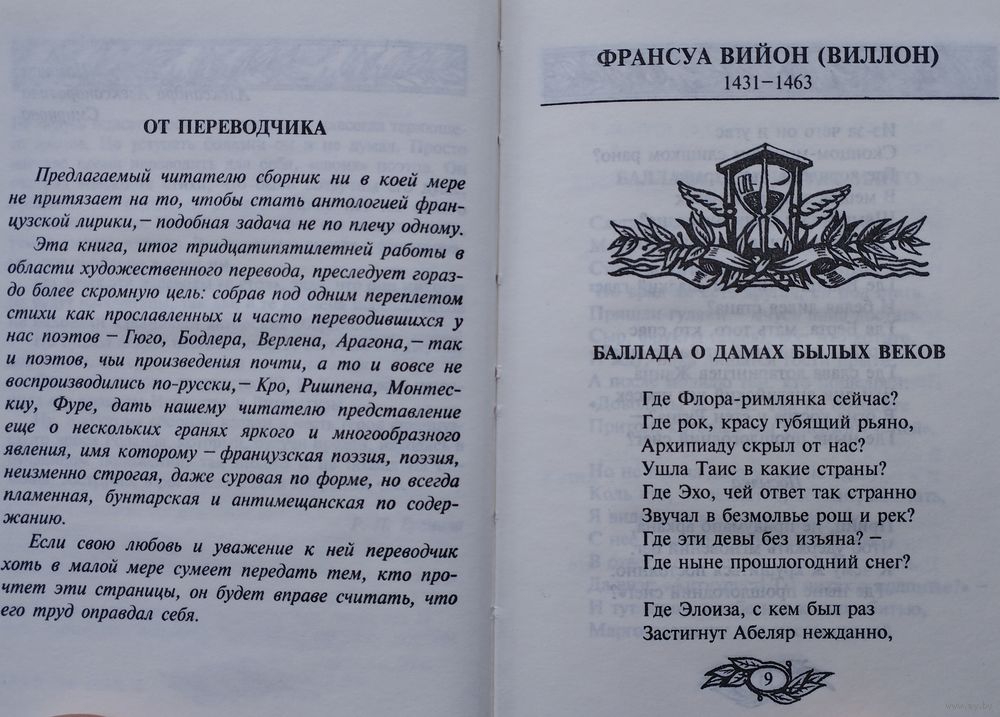 ОТ ПЕРЕВОДЧИКА
Предлагаемый читателю сборник ни в коей мере
не притязает на то, чтобы стать антологией фран-
цузской лирики,— подобная задача не по плечу одному.
Эта книга, итог тридцатипятилетней работы в
области художественного перевода, преследует гораз-
до более скромную цель: собрав под одним переплетом
стихи как прославленных и часто переводившихся у
нас поэтов — Гюго, Бодлера, Верлена, Арагона,— так
и поэтов, чьи произведения почти, а то и вовсе не
воспроизводились по-русски,— Кро, Ришпена, Монтес-
киу, Фуре, дать нашему читателю представление
еще о нескольких гранях яркого и многообразного
явления, имя которому — французская поэзия, поэзия,
неизменно строгая, даже суровая по форме, но всегда
пламенная, бунтарская и антимещанская по содер-
жанию.
Если свою любовь и уважение к ней переводчик
хоть в малой мере сумеет передать тем, кто про-
чтет эти страницы, он будет вправе считать, что
его труд оправдал себя.
ФРАНСУА ВИЙОН (ВИЛЛОН)
1431—1463
БАЛЛАДА О ДАМАХ БЫЛЫХ ВЕКОВ
Где Флора-римлянка сейчас?
Где рок, красу губящий рьяно,
Архипиаду скрыл от нас?
Ушла Таис в какие страны?
Где Эхо, чей ответ так странно
Звучал в безмолвье рощ и рек?
Где эти девы без изъяна? —
Где ныне прошлогодний снег?
Где Элоиза, с кем был раз
Застигнут Абеляр нежданно,
9